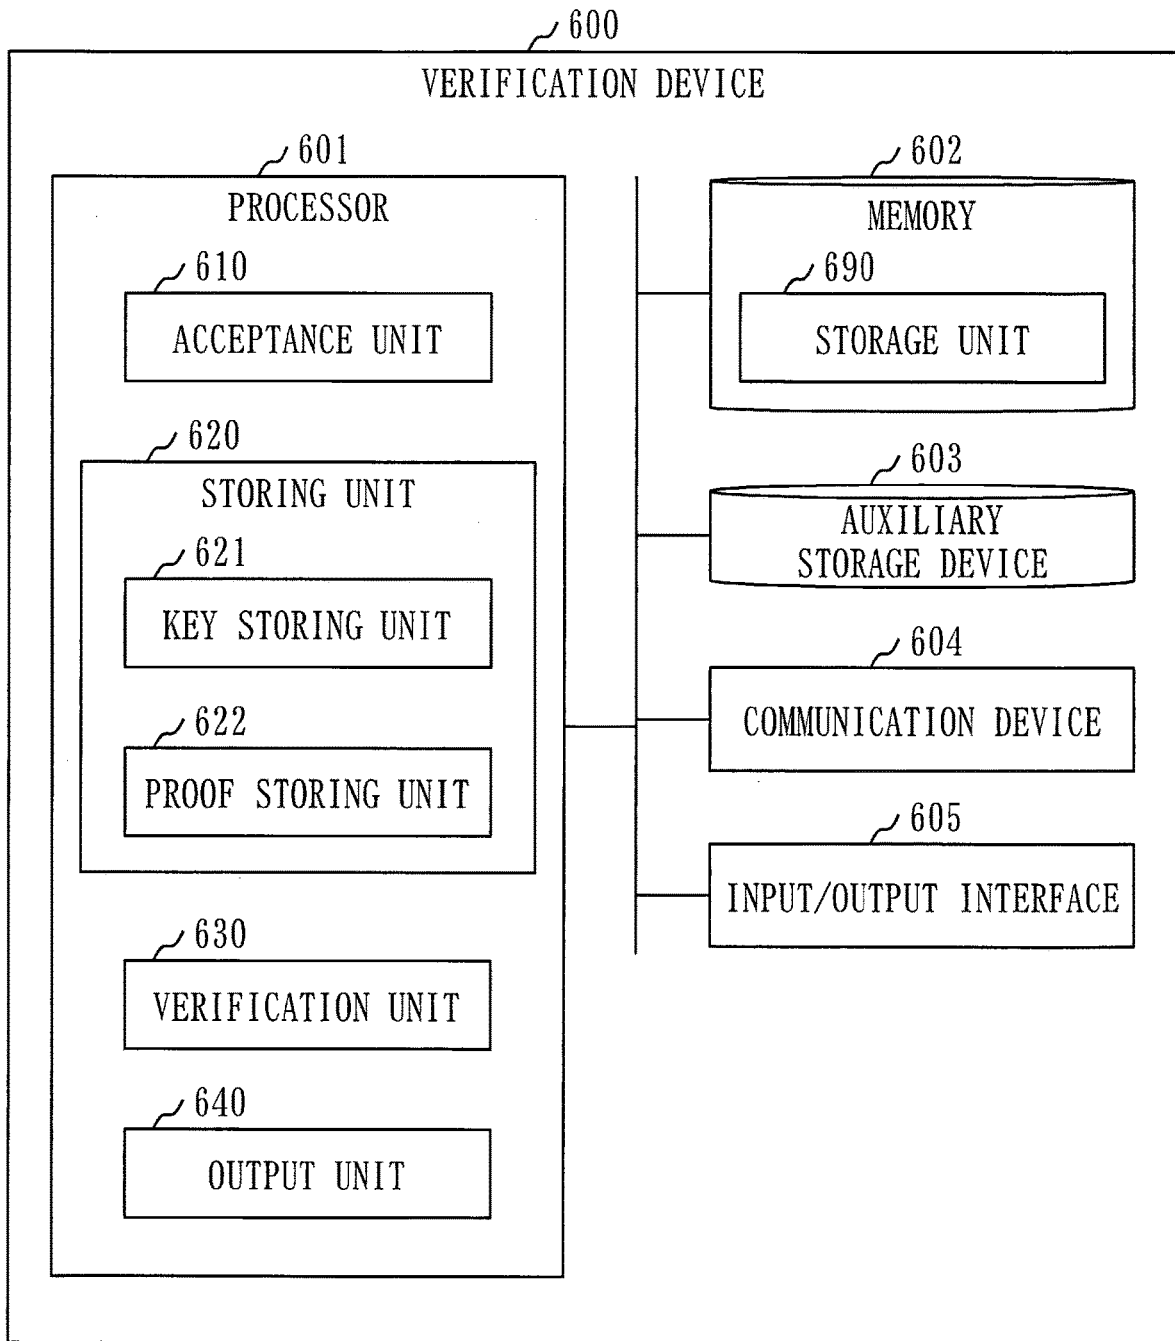 600
VERIFICATION DEVICE
601
PROCESSOR
610
ACCEPTANCE UNIT
620
STORING UNIT
621
KEY STORING UNIT
622
PROOF STORING UNIT
630
VERIFICATION UNIT
640
OUTPUT UNIT
602
MEMORY
690
STORAGE UNIT
603
AUXILIARY
STORAGE DEVICE
604
COMMUNICATION DEVICE
605
INPUT/OUTPUT INTERFACE